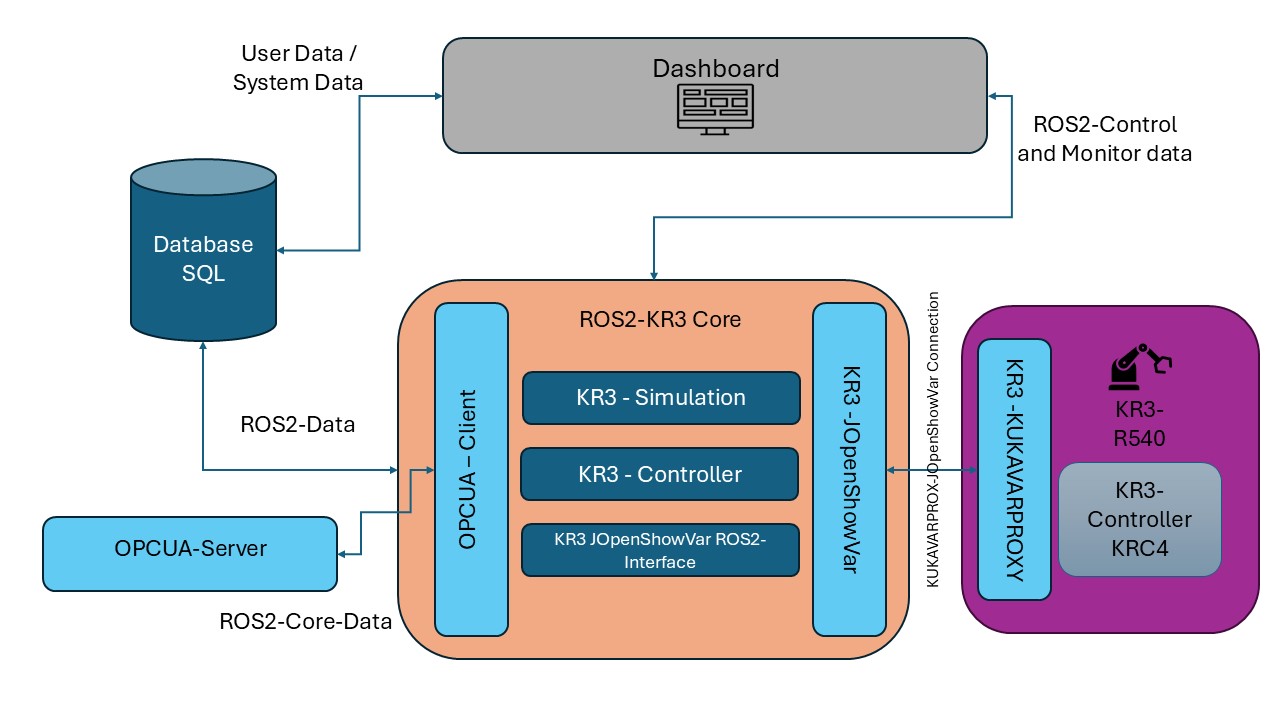 User Data /
System Data
Dashboard
ROS2-Control
and Monitor data
Database
SQL
ROS2-KR3 Core
KR3 - Simulation
KR3 - Controller
KR3 JOpenShowVar ROS2-
Interface
OPCUA – Client
KR3 -JOpenShowVar
KUKAVARPROX-JOpenShowVar Connection
KR3 -KUKAVARPROXY
KR3-
R540
KR3-
Controller
KRC4
ROS2-Data
OPCUA-Server
ROS2-Core-Data